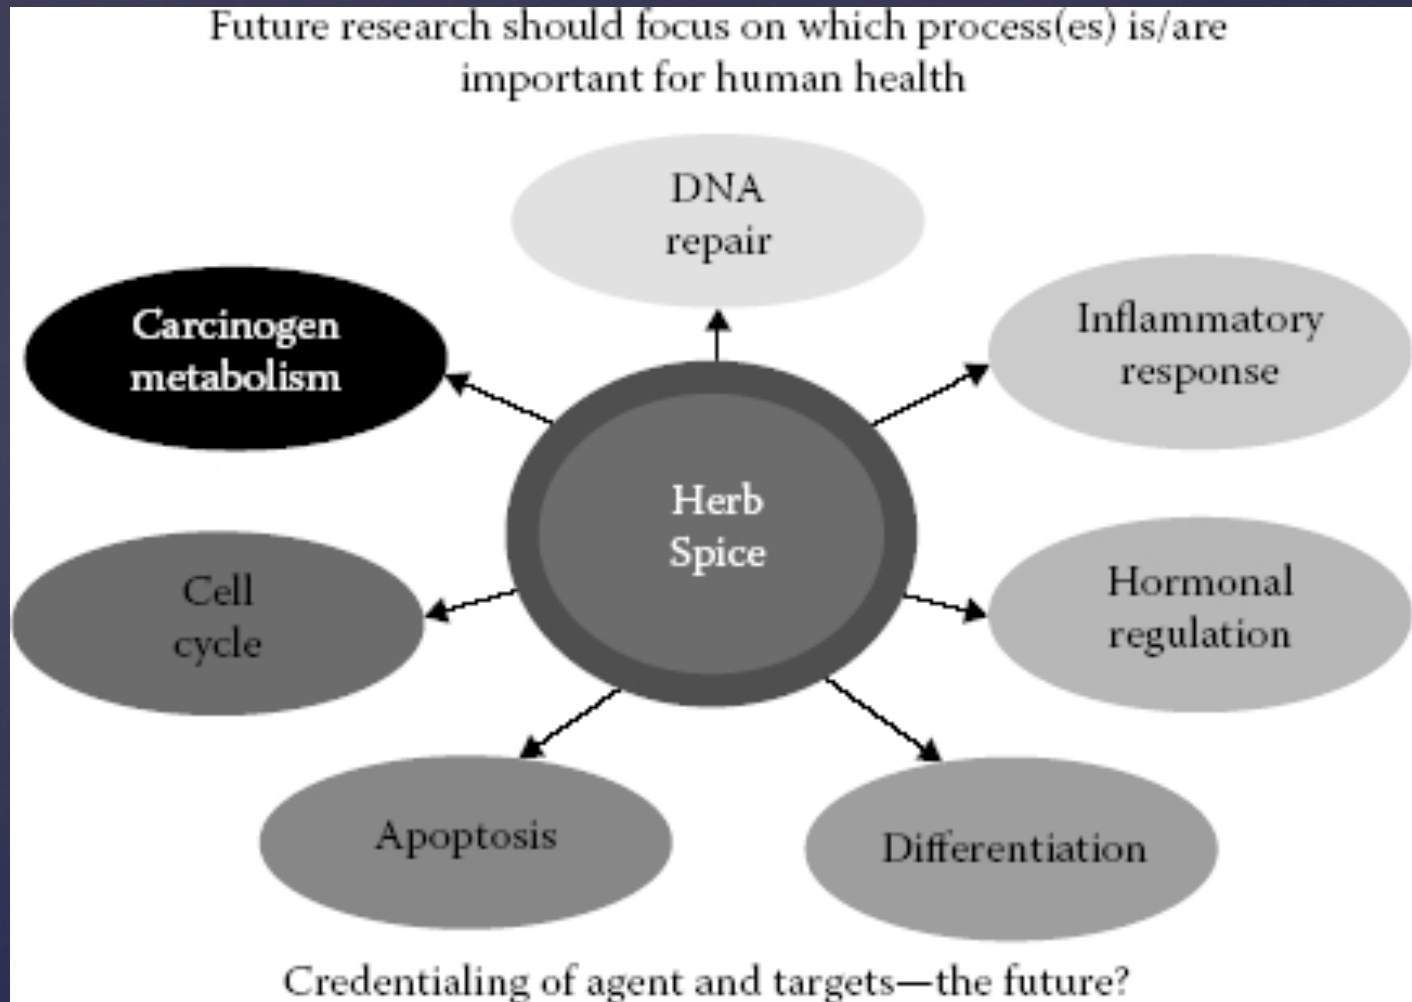 Future research should focus on which process(es) is/are
important for human health
DNA
repair
Carcinogen
metabolism
Inflammatory
response
Herb
Spice
Cell
cycle
Hormonal
regulation
Apoptosis
Differentiation
Credentialing of agent and targets—the future?